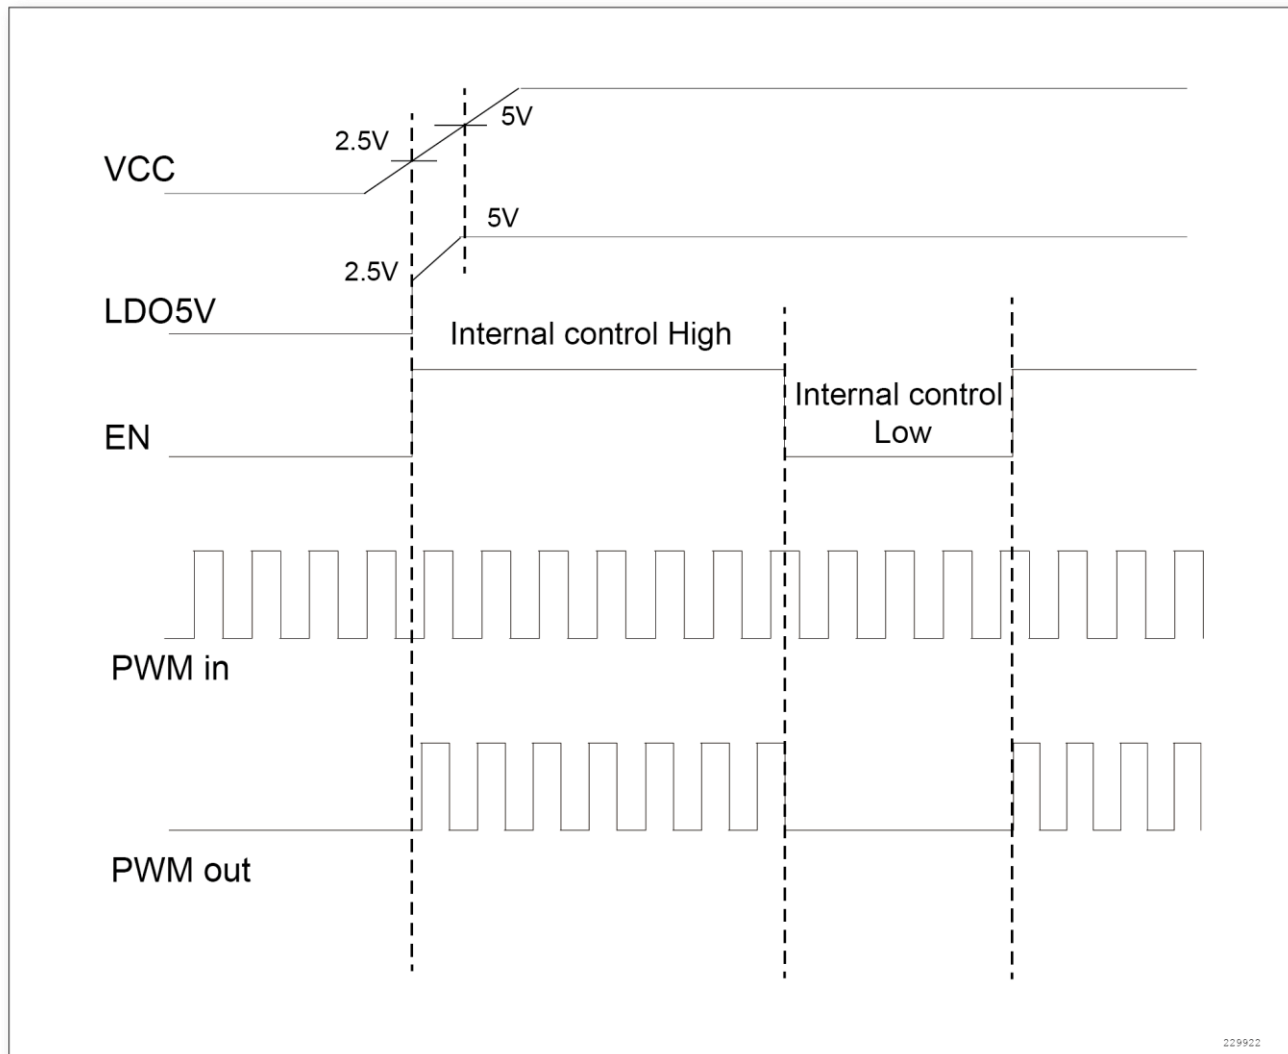 5V
2.5V
VCC
5V
2.5V
LDO5V
Internal control High
Internal control
Low
EN
PWM in
PWM out
229922